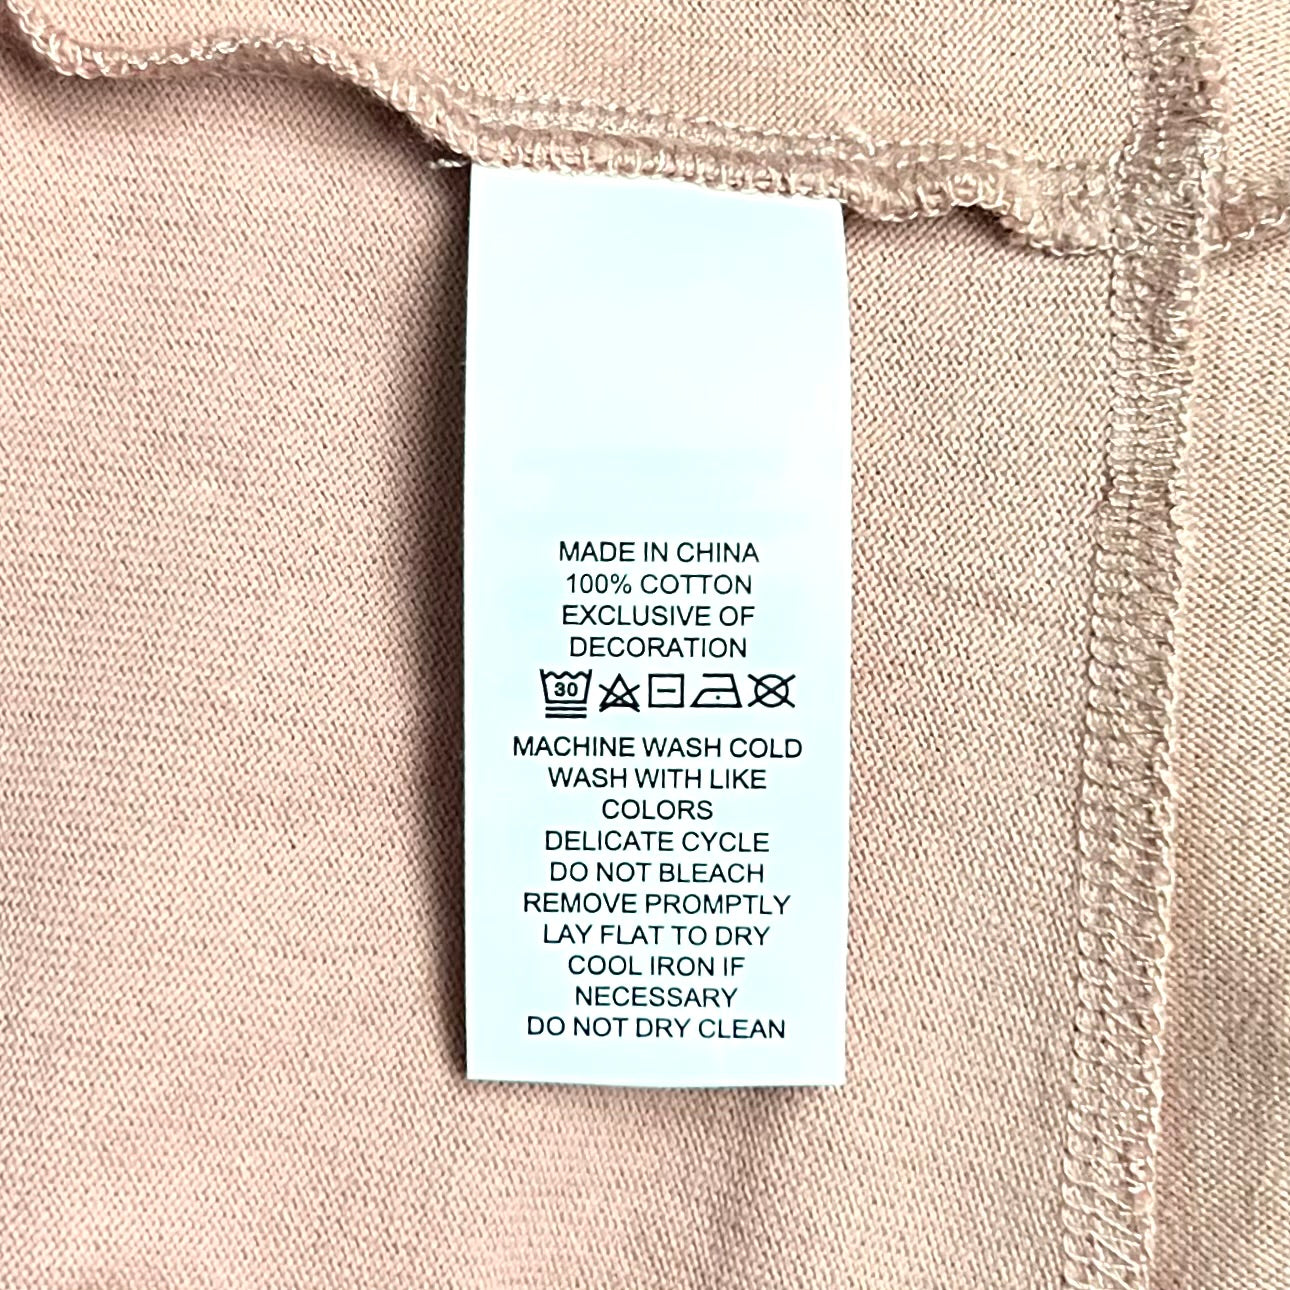 MADE IN CHINA
100% COTTON
EXCLUSIVE OF
DECORATION
30
MACHINE WASH COLD
WASH WITH LIKE
COLORS
DELICATE CYCLE
DO NOT BLEACH
REMOVE PROMPTLY
LAY FLAT TO DRY
COOL IRON IF
NECESSARY
DO NOT DRY CLEAN